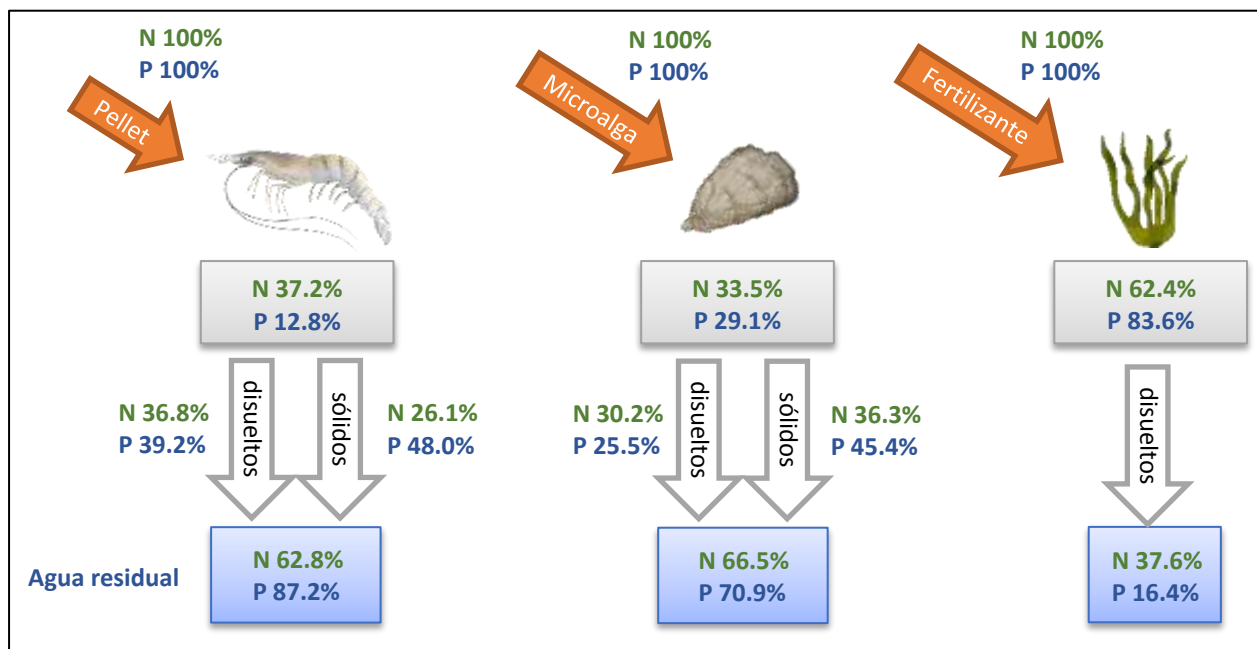 N 100%
P 100%
Pellet
N 37.2%
P 12.8%
N 36.8%
P 39.2%
disueltos
sólidos
N 26.1%
P 48.0%
N 100%
P 100%
Microalga
N 33.5%
P 29.1%
N 30.2%
P 25.5%
disueltos
sólidos
N 36.3%
P 45.4%
N 100%
P 100%
Fertilizante
N 62.4%
P 83.6%
disueltos
Agua residual
N 62.8%
P 87.2%
N 66.5%
P 70.9%
N 37.6%
P 16.4%